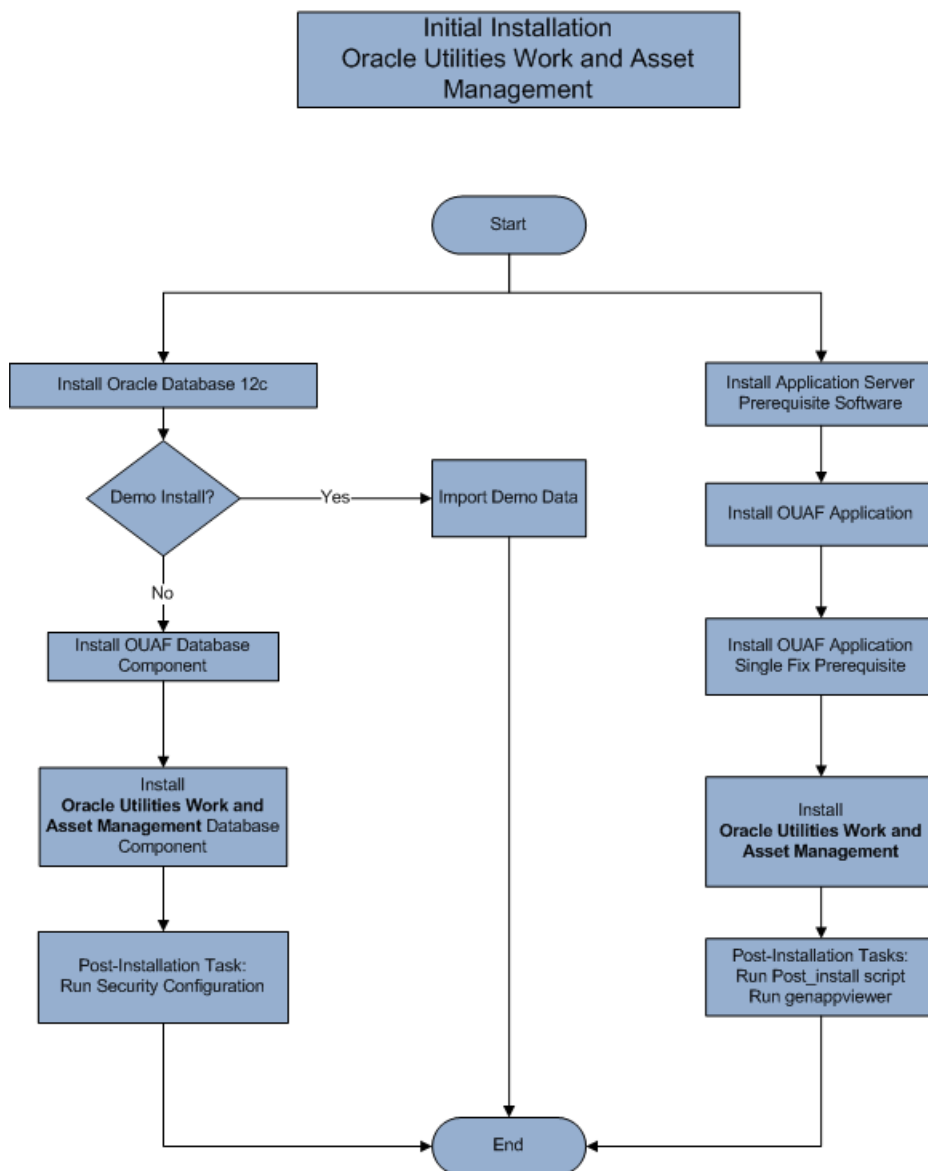 Initial Installation
Oracle Utilities Work and Asset
Management
Start
Install Oracle Database 12c
Demo Install?
Yes
Import Demo Data
No
Install OUAF Database
Component
Install
Oracle Utilities Work and
Asset Management Database
Component
Post-Installation Task:
Run Security Configuration
Install Application Server
Prerequisite Software
Install OUAF Application
Install OUAF Application
Single Fix Prerequisite
Install
Oracle Utilities Work and
Asset Management
Post-Installation Tasks:
Run Post_install script
Run genappviewer
End